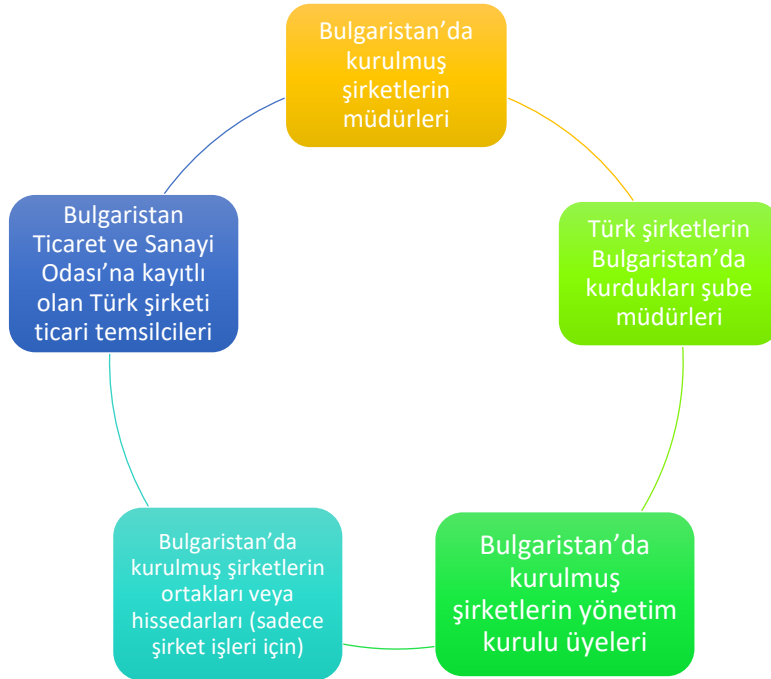 Bulgaristan’da
kurulmuş
şirketlerin
müdürleri
Türk şirketlerin
Bulgaristan’da
kurdukları şube
müdürleri
Bulgaristan’da
kurulmuş
şirketlerin yönetim
kurulu üyeleri
Bulgaristan’da
kurulmuş şirketlerin
ortakları veya
hissedarları (sadece
şirket işleri için)
Bulgaristan
Ticaret ve Sanayi
Odası’na kayıtlı
olan Türk şirketi
ticari temsilcileri